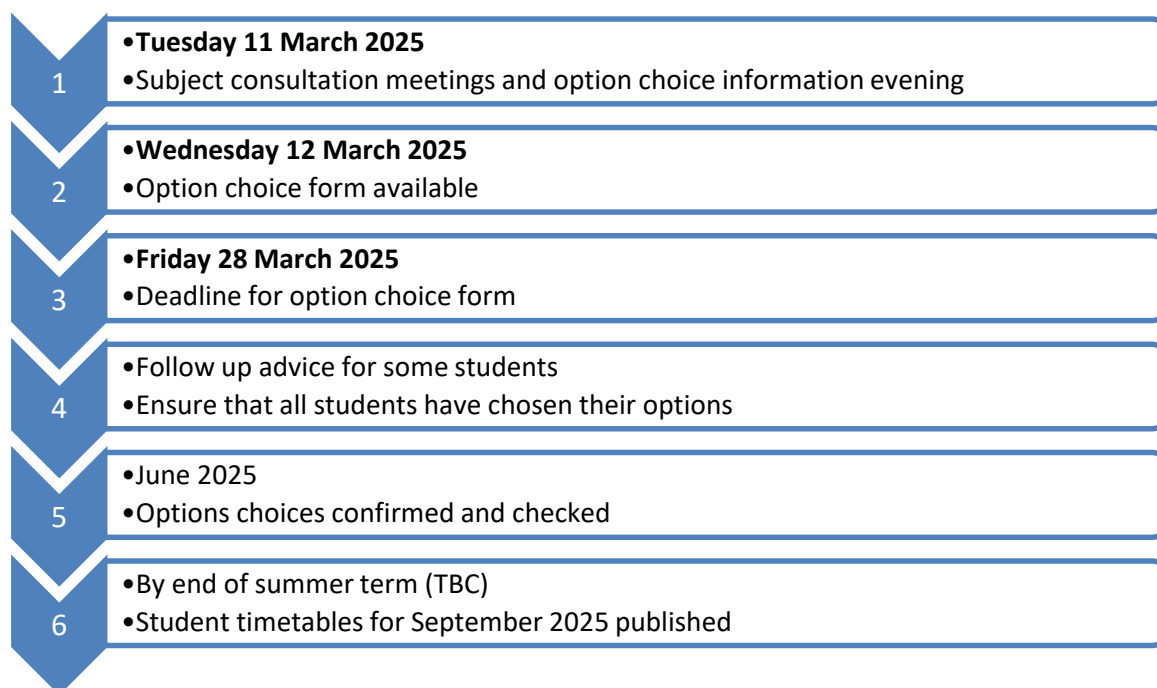 1
•Tuesday 11 March 2025
•Subject consultation meetings and option choice information evening
2
•Wednesday 12 March 2025
•Option choice form available
3
•Friday 28 March 2025
•Deadline for option choice form
4
•Follow up advice for some students
•Ensure that all students have chosen their options
5
•June 2025
•Options choices confirmed and checked
6
•By end of summer term (TBC)
•Student timetables for September 2025 published